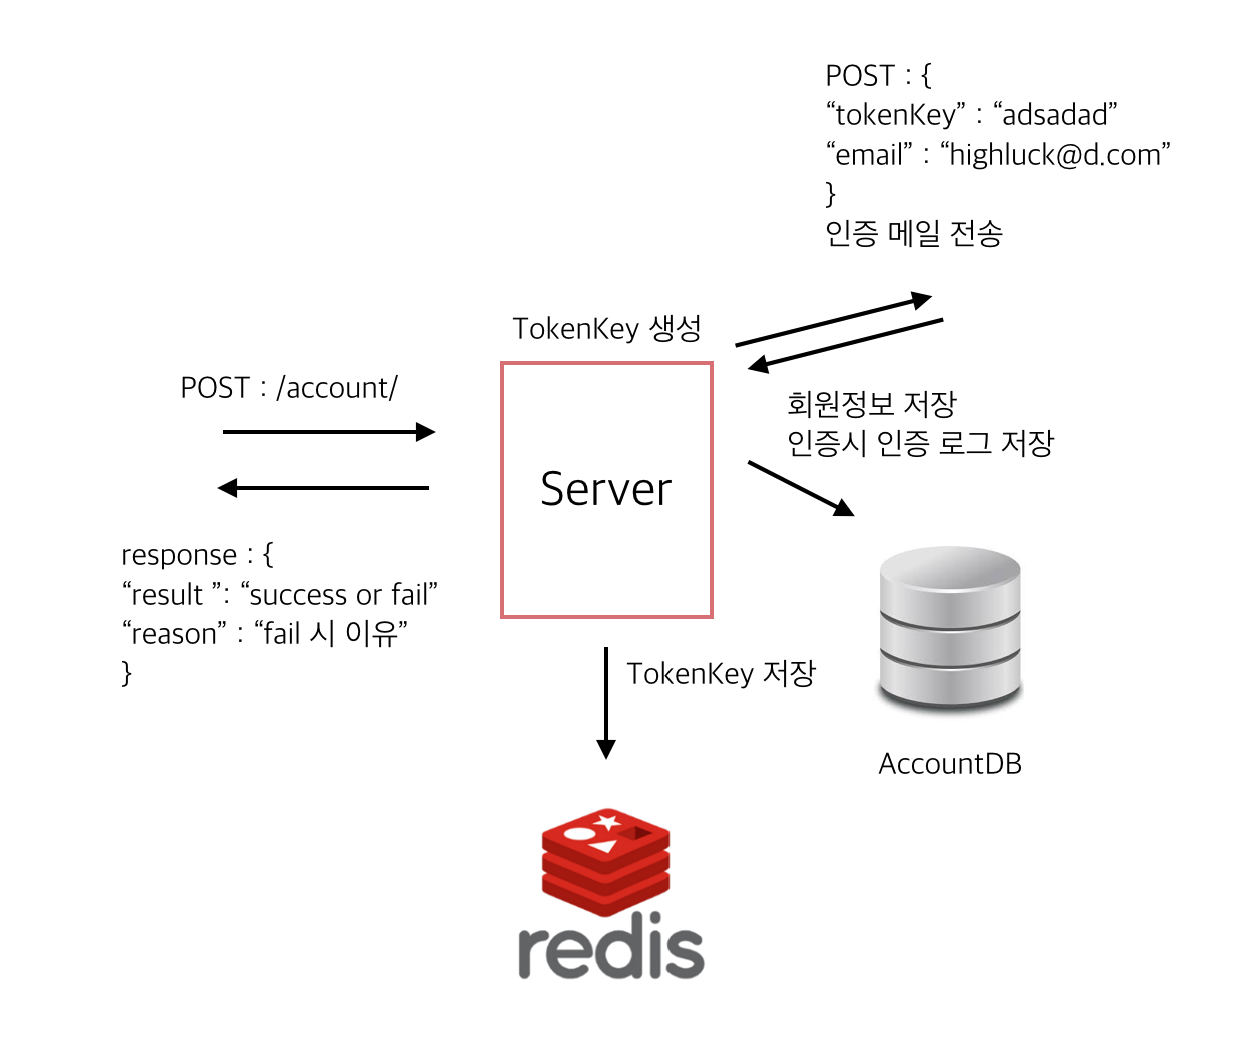 POST : {
“tokenKey” : “adsadad”
“email” : “highluck@d.com”
}
인증 메일 전송
TokenKey 생성
POST : /account/
회원정보 저장
인증시 인증 로그 저장
Server
response : {
“result ”: “success or fail”
“reason” : “fail 시 이유”
}
TokenKey 저장
AccountDB
redis